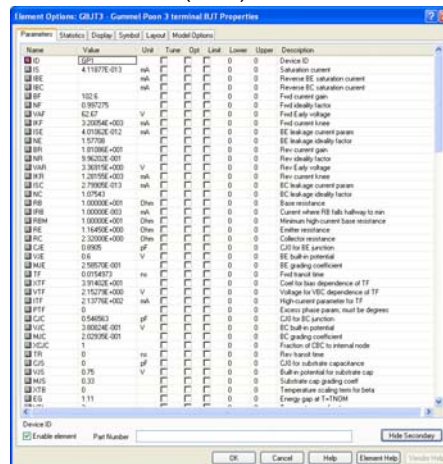 Element Options: GBJT3 - Gummel Poon 3 terminal BJT Properties
Parameters Statistics Display Symbol Layout Model Options
Name Value Unit Tune Opt Limit Lower Upper Description
ID GP1 0 0 Device ID
IS 4.11877E-013 mA 0 0 Saturation current
IBE mA 0 0 Reverse BE saturation current
IBC mA 0 0 Reverse BC saturation current
BF 102.6 0 0 Fwd current gain
NF 0.997275 0 0 Fwd ideality factor
VAF 62.67 V 0 0 Fwd Early voltage
IKF 3.20054E+003 mA 0 0 Fwd current knee
ISE 4.01062E-012 mA 0 0 BE leakage current param
NE 1.57708 0 0 BE leakage ideality factor
BR 1.81086E+001 0 0 Rev current gain
NR 9.96202E-001 0 0 Rev ideality factor
VAR 3.36819E+000 V 0 0 Rev Early voltage
IKR 1.28155E+003 mA 0 0 Rev current knee
ISC 2.79905E-013 mA 0 0 BC leakage current param
NC 1.07543 0 0 BC leakage ideality factor
RB 1.00000E+001 Ohm 0 0 Base resistance
IRB 1.00000E-003 mA 0 0 Current where RB falls halfway to min
RBM 1.00000E+001 Ohm 0 0 Minimum high-current base resistance
RE 1.16450E+000 Ohm 0 0 Emitter resistance
RC 2.32000E+000 Ohm 0 0 Collector resistance
CJE 0.8905 pF 0 0 CJ0 for BE junction
VJE 0.6 V 0 0 BE built-in potential
MJE 2.58570E-001 0 0 BE grading coefficient
TF 0.0154973 ns 0 0 Fwd transit time
XTF 3.91402E+001 0 0 Coef for bias dependence of TF
VTF 2.15279E+000 V 0 0 Voltage for VBC dependence of TF
ITF 2.13776E+002 mA 0 0 High-current parameter for TF
PTF 0 0 0 Excess phase param; must be degrees
CJC 0.546563 pF 0 0 CJ0 for BC junction
VJC 3.80824E-001 V 0 0 BC built-in potential
MJC 2.02935E-001 0 0 BC grading coefficient
XCJC 1 0 0 Fraction of CBC to internal node
TR 0 ns 0 0 Rev transit time
CJS 0 pF 0 0 CJ0 for substrate capacitance
VJS 0.75 V 0 0 Built-in potential for substrate cap
MJS 0.33 0 0 Substrate cap grading coeff
XTB 0 0 0 Temperature scaling term for beta
EG 1.11 0 0 Energy gap at T=TNOM
Device ID
Enable element Part Number Hide Secondary
OK Cancel Help Element Help Vendor Help